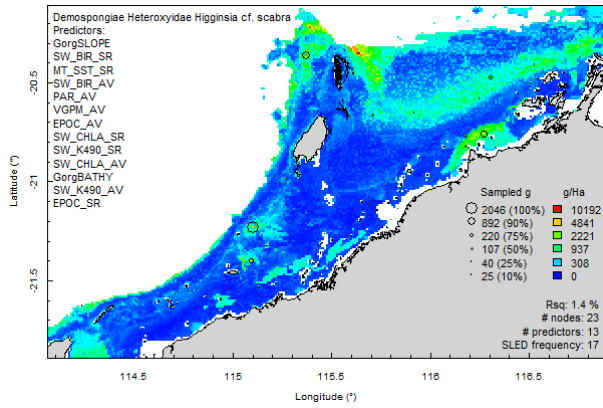 Demospongiae Heteroxyidae Higginsia cf. scabra
Predictors:
GorgSLOPE
SW_BIR_SR
MT_SST_SR
SW_BIR_AV
PAR_AV
VGPM_AV
EPOC_AV
SW_CHLA_SR
SW_K490_SR
SW_CHLA_AV
GorgBATHY
SW_K490_AV
EPOC_SR
-20.5
-21
-21.5
Latitude (°)
Sampled g g/Ha
2046 (100%) 10192
892 (90%) 4841
220 (75%) 2221
107 (50%) 937
40 (25%) 308
25 (10%) 0
Rsq: 1.4 %
# nodes: 23
# predictors: 13
SLED frequency: 17
114.5 115 115.5 116 116.5
Longitude (°)